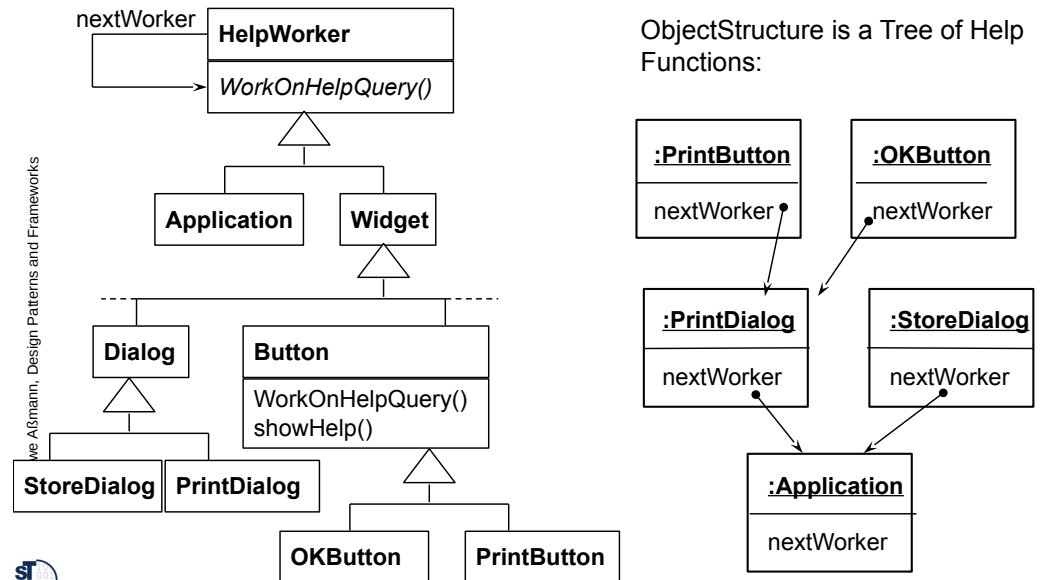 nextWorker
HelpWorker
WorkOnHelpQuery()
Application
Widget
Dialog
Button
WorkOnHelpQuery()
showHelp()
StoreDialog
PrintDialog
OKButton
PrintButton
ObjectStructure is a Tree of Help
Functions:
:PrintButton
nextWorker
:OKButton
nextWorker
:PrintDialog
nextWorker
:StoreDialog
nextWorker
:Application
nextWorker
we Aßmann, Design Patterns and Frameworks
ST